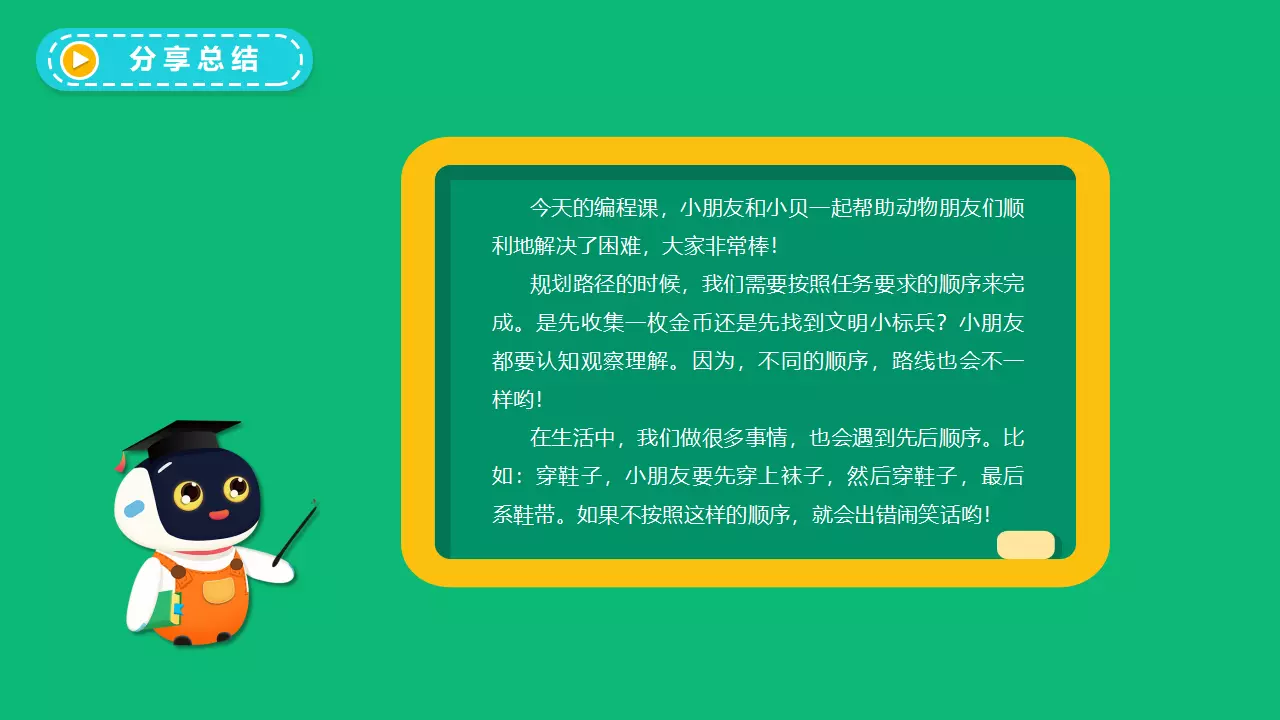 分享总结
今天的编程课，小朋友和小贝一起帮助动物朋友们顺
利地解决了困难，大家非常棒！
规划路径的时候，我们需要按照任务要求的顺序来完
成。是先收集一枚金币还是先找到文明小标兵？小朋友
都要认知观察理解。因为，不同的顺序，路线也会不一
样哟！
在生活中，我们做很多事情，也会遇到先后顺序。比
如：穿鞋子，小朋友要先穿上袜子，然后穿鞋子，最后
系鞋带。如果不按照这样的顺序，就会出错闹笑话哟！